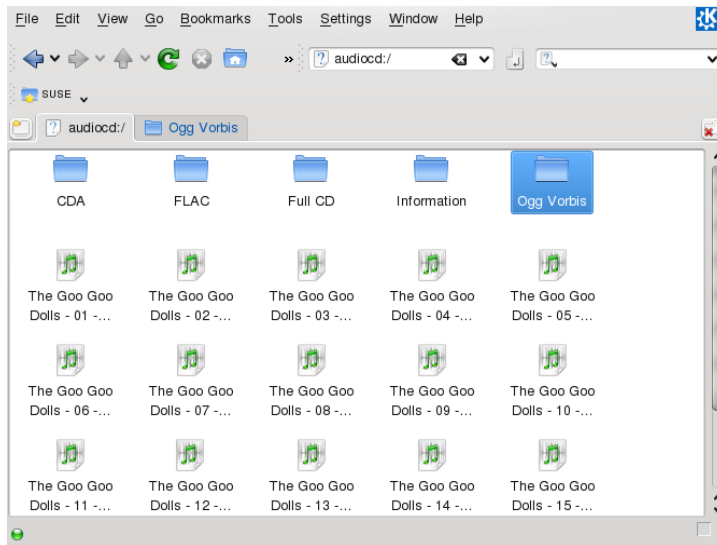 File Edit View Go Bookmarks Tools Settings Window Help
» audiocd:/
SUSE
audiocd:/ Ogg Vorbis
CDA FLAC Full CD Information Ogg Vorbis
The Goo Goo The Goo Goo The Goo Goo The Goo Goo The Goo Goo
Dolls - 01 -... Dolls - 02 -... Dolls - 03 -... Dolls - 04 -... Dolls - 05 -...
The Goo Goo The Goo Goo The Goo Goo The Goo Goo The Goo Goo
Dolls - 06 -... Dolls - 07 -... Dolls - 08 -... Dolls - 09 -... Dolls - 10 -...
The Goo Goo The Goo Goo The Goo Goo The Goo Goo The Goo Goo
Dolls - 11 -... Dolls - 12 -... Dolls - 13 -... Dolls - 14 -... Dolls - 15 -...